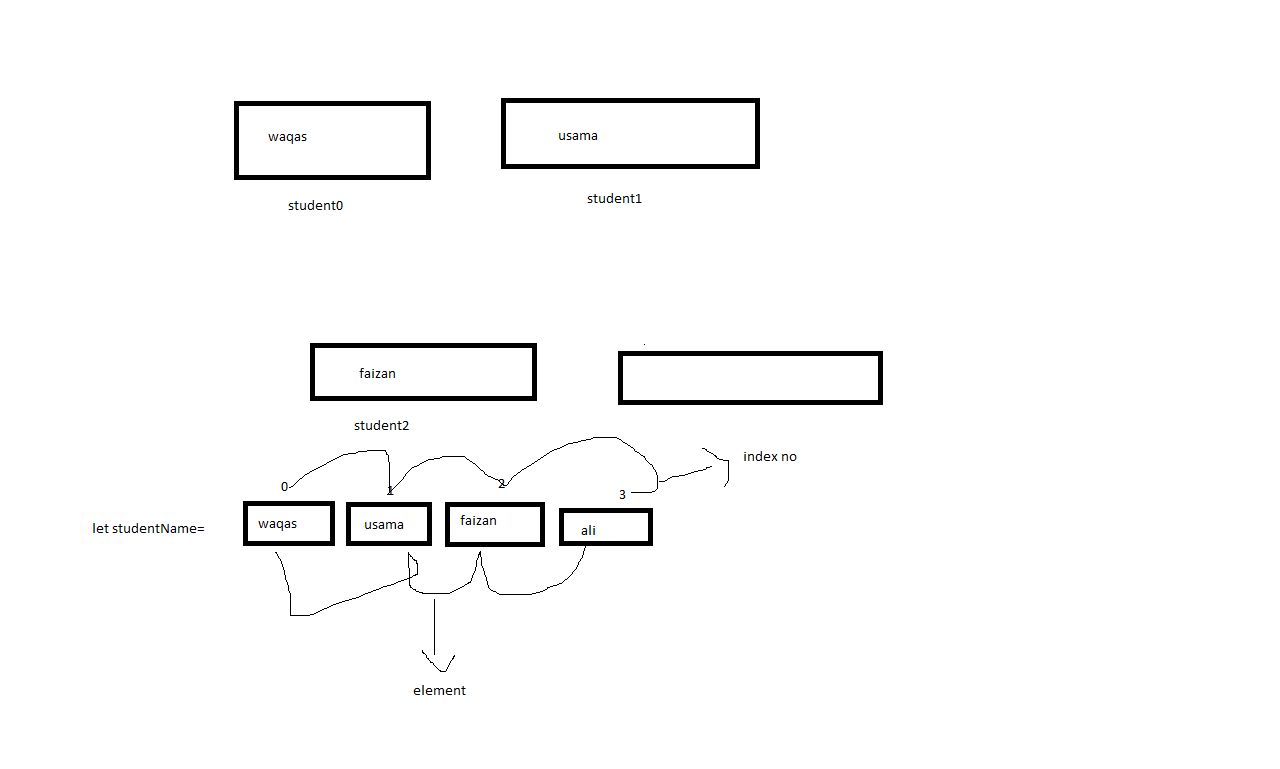 waqas
usama
student0
student1
faizan
student2
index no
0
1
2
3
let studentName=
waqas
usama
faizan
ali
element